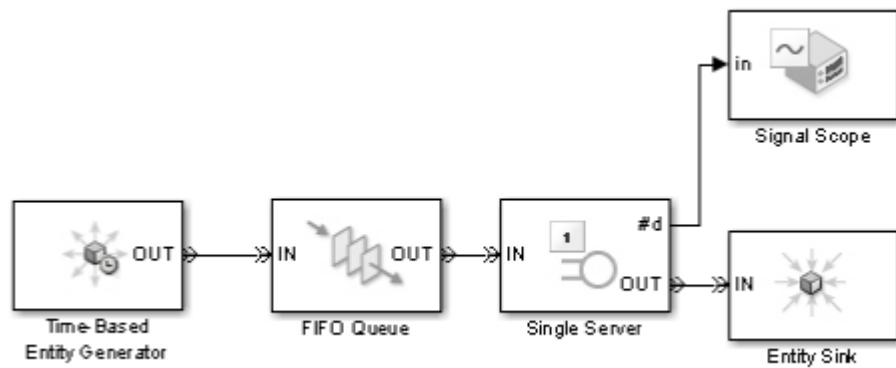 in
Signal Scope
OUT
Time-Based
Entity Generator
IN
OUT
FIFO Queue
IN
1
#d
OUT
Single Server
IN
Entity Sink